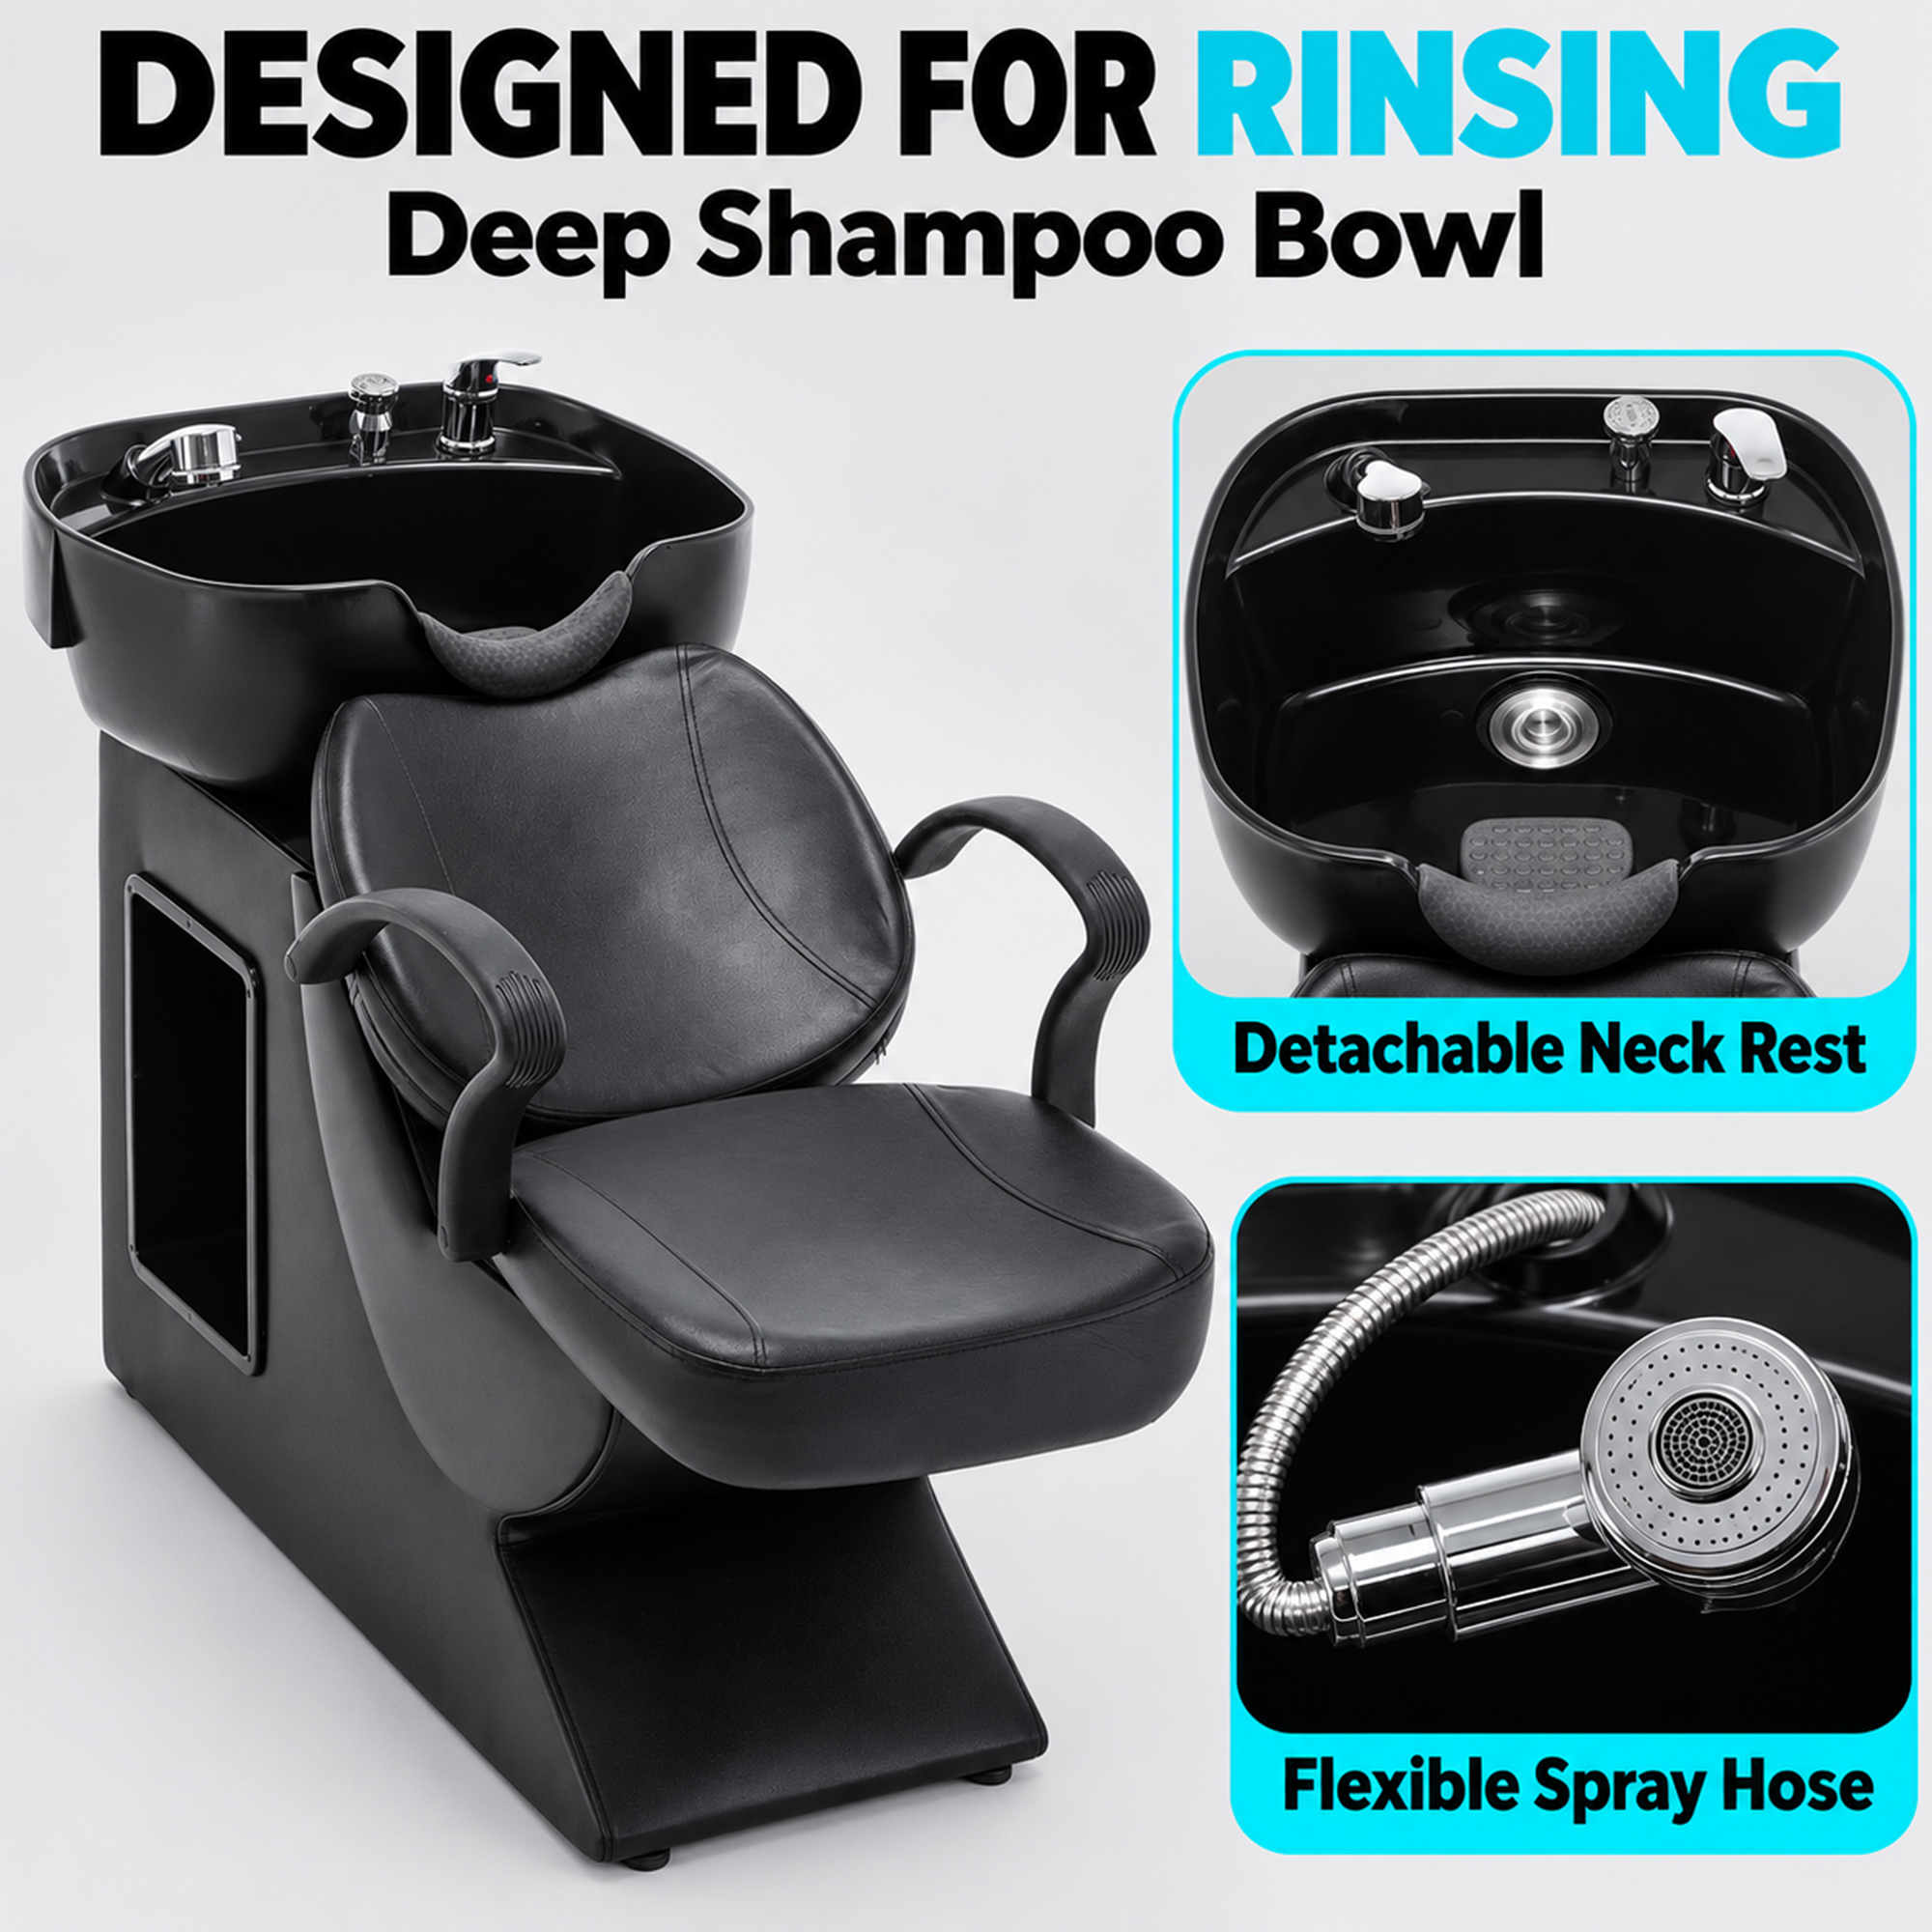 DESIGNED FOR RINSING
Deep Shampoo Bowl
Detachable Neck Rest
Flexible Spray Hose